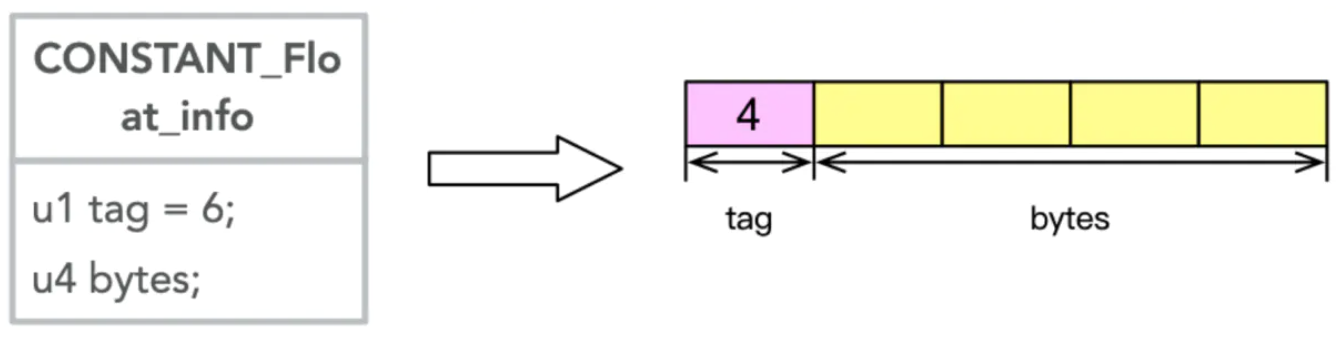 CONSTANT_Flo
at_info
u1 tag = 6;
u4 bytes;
4
tag
bytes